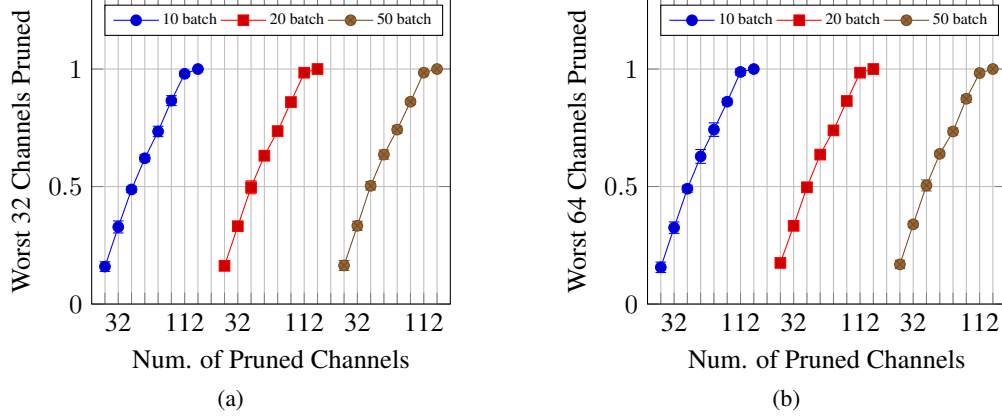 10 batch 20 batch 50 batch
Worst 32 Channels Pruned
1
0.5
0
32 112 32 112 32 112
Num. of Pruned Channels
(a)
10 batch 20 batch 50 batch
Worst 64 Channels Pruned
1
0.5
0
32 112 32 112 32 112
Num. of Pruned Channels
(b)